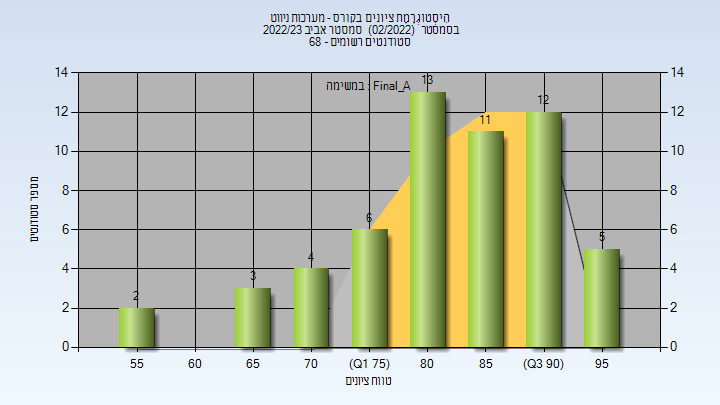 היסטוגרמת ציונים בקורס - מערכות ניווט
בסמסטר (02/2022) סמסטר אביב 2022/23
סטודנטים רשומים - 68
במשימה : Final_A
מספר סטודנטים
14 14
12 12
10 10
8 8
6 6
4 4
2 2
0 0
2 3 4 6 13 11 12 5
55 60 65 70 (Q1 75) 80 85 (Q3 90) 95
טווח ציונים